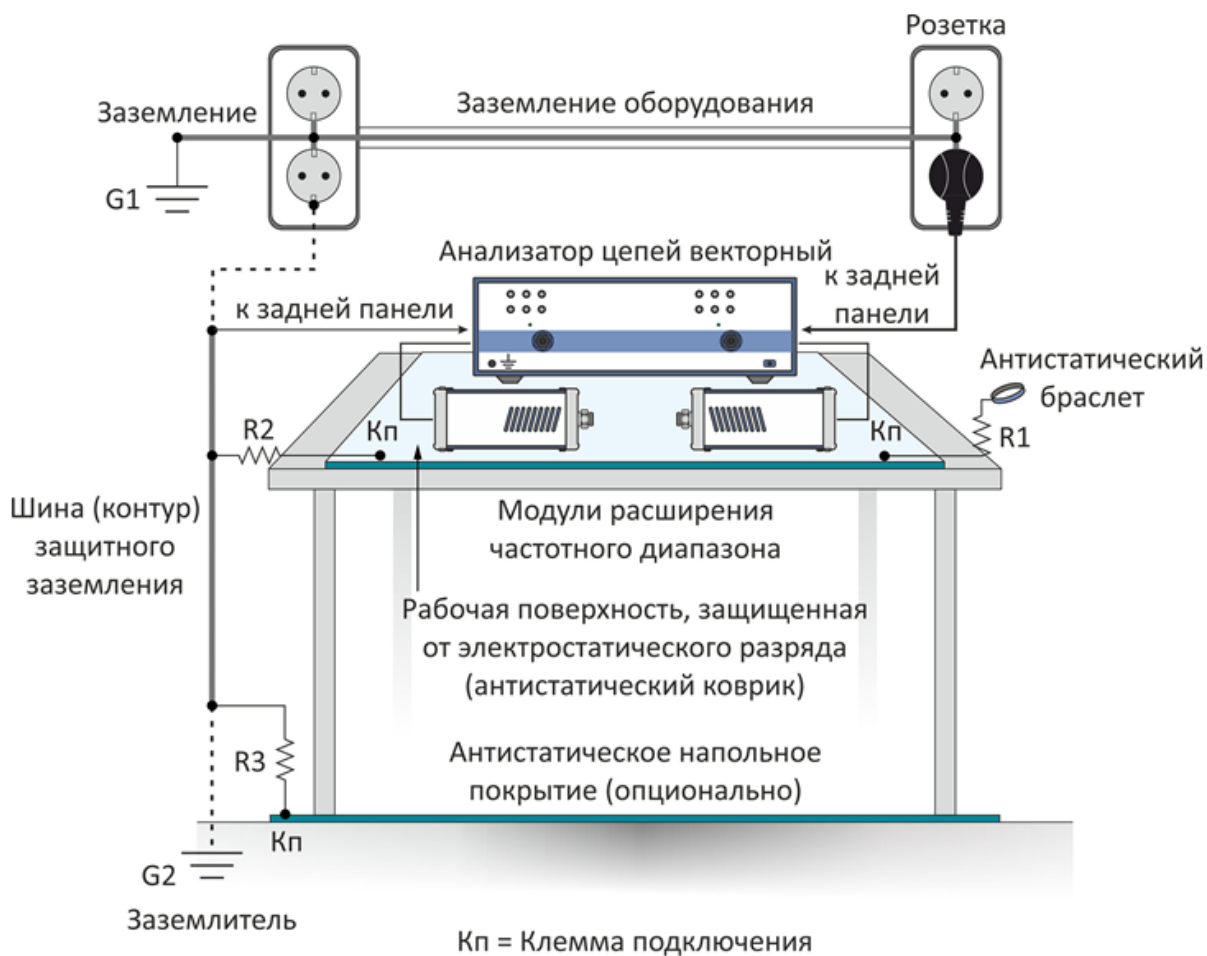 Розетка
Заземление
Заземление оборудования
G1
Анализатор цепей векторный
к задней панели
к задней
панели
Антистатический
браслет
R2
Кп
Кп
R1
Шина (контур)
защитного
заземления
Модули расширения
частотного диапазона
Рабочая поверхность, защищенная
от электростатического разряда
(антистатический коврик)
R3
Антистатическое напольное
покрытие (опционально)
Кп
G2
Заземлитель
Кп = Клемма подключения